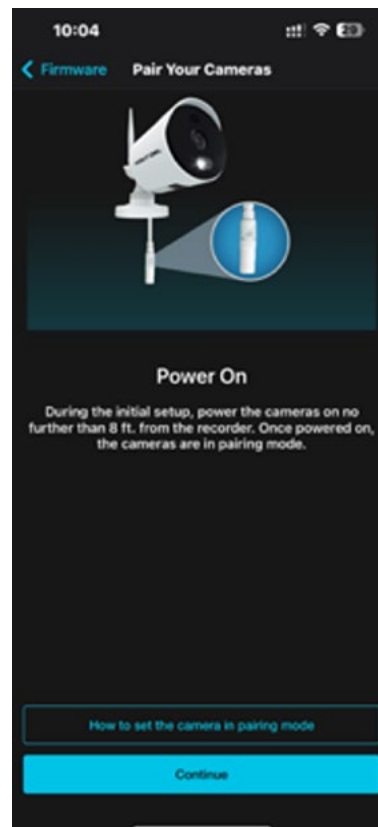 10:04
Firmware
Pair Your Cameras
Power On
During the initial setup, power the cameras on no
further than 8 ft. from the recorder. Once powered on,
the cameras are in pairing mode.
How to set the camera in pairing mode
Continue